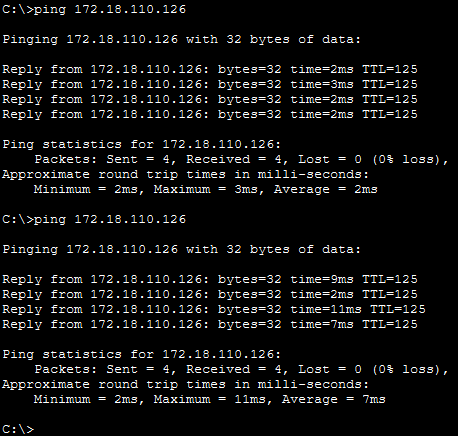 C:\>ping 172.18.110.126
Pinging 172.18.110.126 with 32 bytes of data:
Reply from 172.18.110.126: bytes=32 time=2ms TTL=125
Reply from 172.18.110.126: bytes=32 time=3ms TTL=125
Reply from 172.18.110.126: bytes=32 time=2ms TTL=125
Reply from 172.18.110.126: bytes=32 time=2ms TTL=125
Ping statistics for 172.18.110.126:
    Packets: Sent = 4, Received = 4, Lost = 0 (0% loss),
Approximate round trip times in milli-seconds:
    Minimum = 2ms, Maximum = 3ms, Average = 2ms
C:\>ping 172.18.110.126
Pinging 172.18.110.126 with 32 bytes of data:
Reply from 172.18.110.126: bytes=32 time=9ms TTL=125
Reply from 172.18.110.126: bytes=32 time=2ms TTL=125
Reply from 172.18.110.126: bytes=32 time=11ms TTL=125
Reply from 172.18.110.126: bytes=32 time=7ms TTL=125
Ping statistics for 172.18.110.126:
    Packets: Sent = 4, Received = 4, Lost = 0 (0% loss),
Approximate round trip times in milli-seconds:
    Minimum = 2ms, Maximum = 11ms, Average = 7ms
C:\>